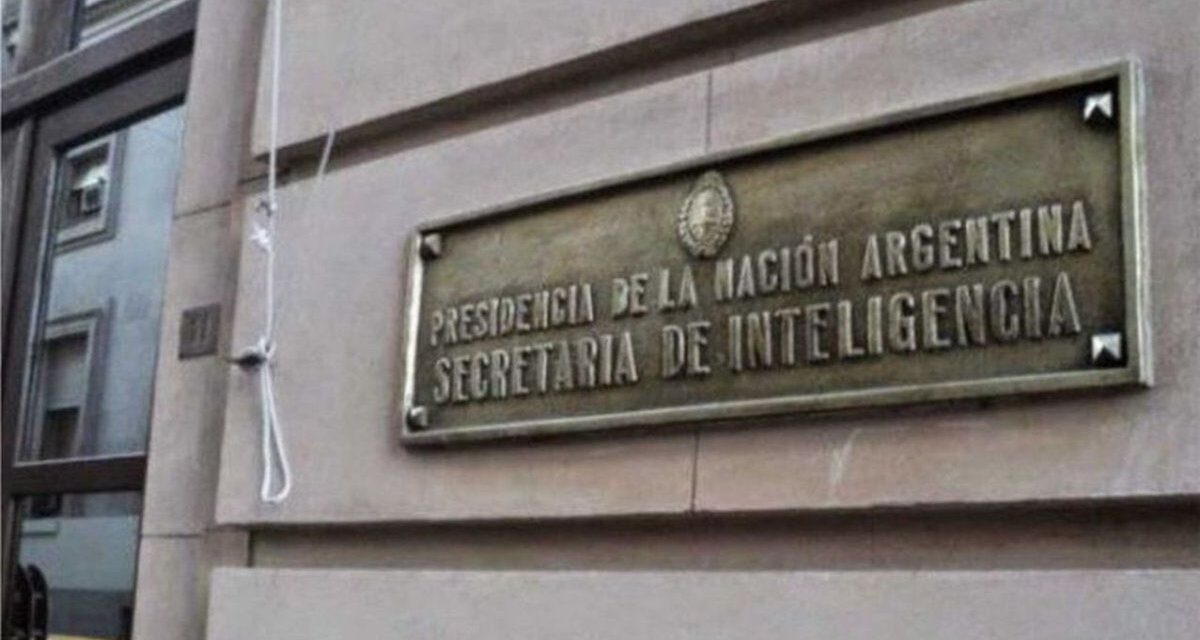 PRESIDENCIA DE LA NACIÓN ARGENTINA
SECRETARIA DE INTELIGENCIA